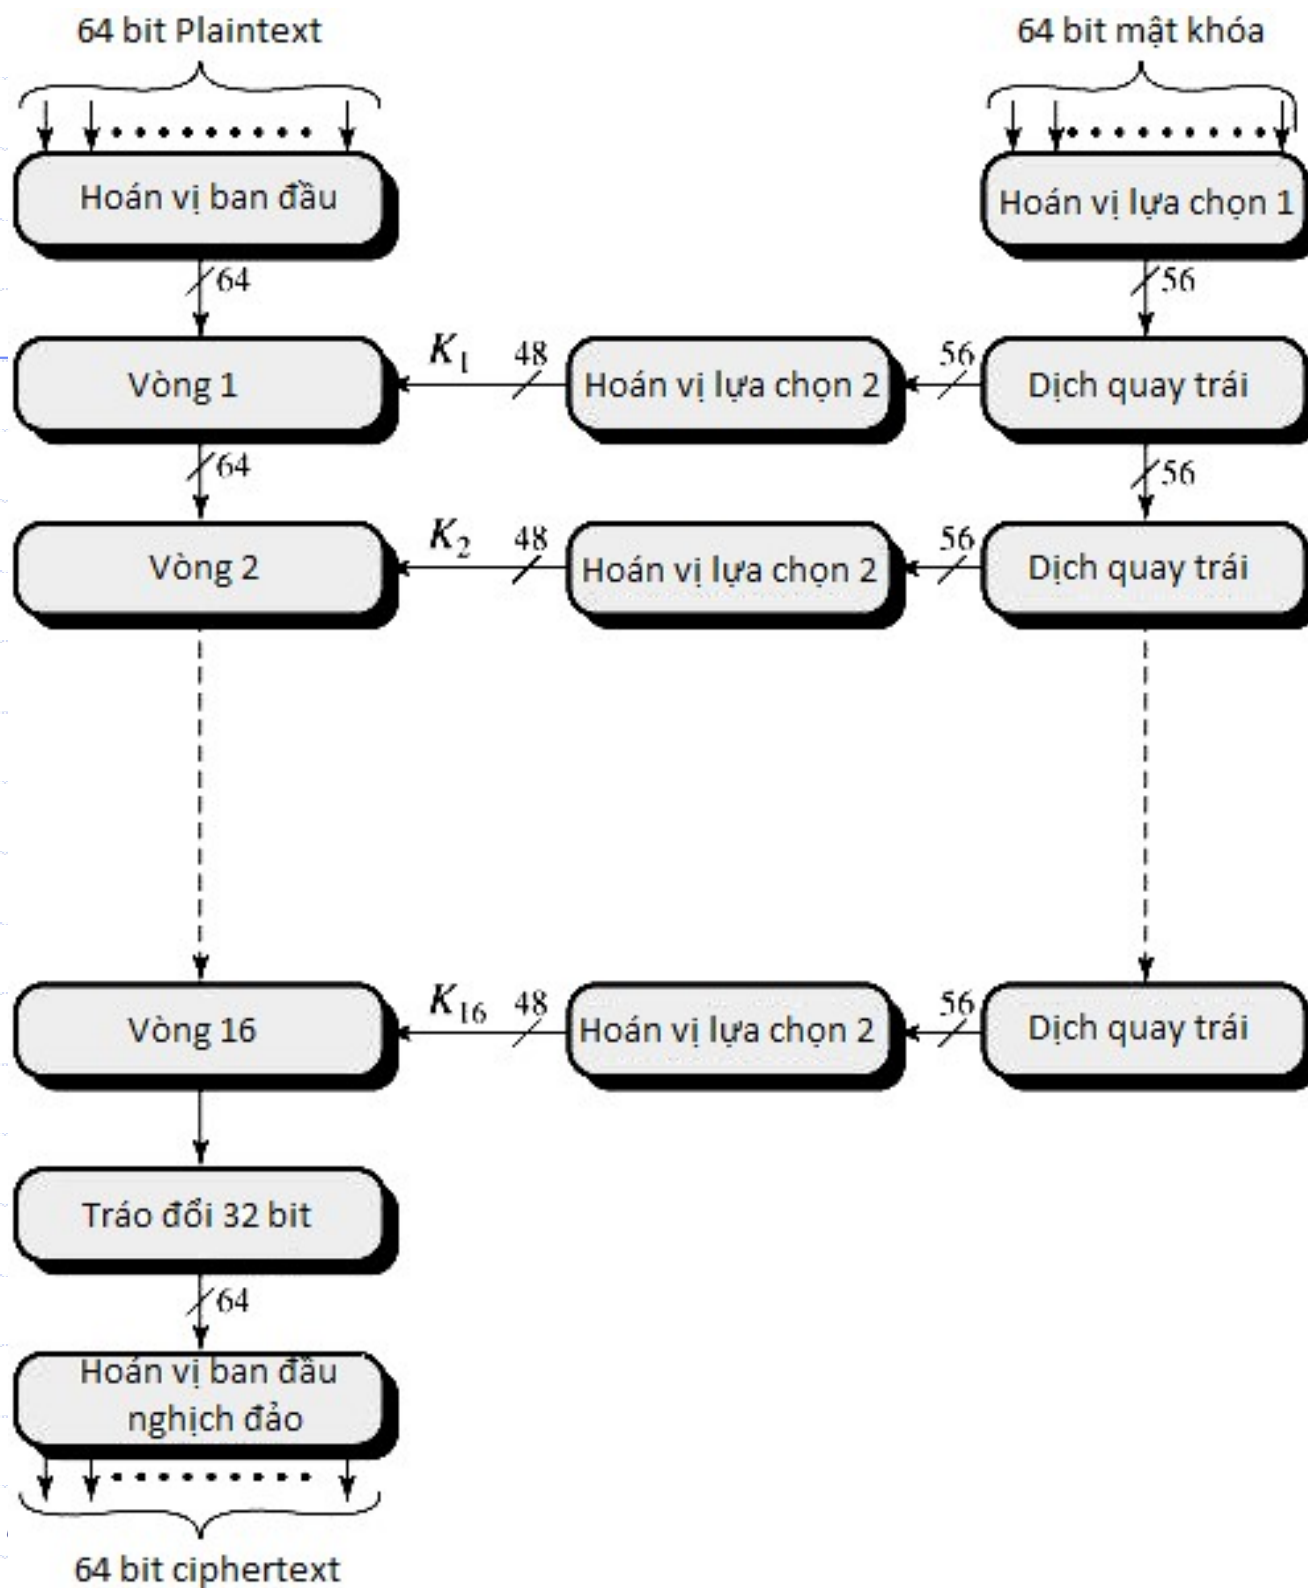 64 bit Plaintext
64 bit mật khóa
Hoán vị ban đầu
Hoán vị lựa chọn 1
64
56
Vòng 1
K1
48
Hoán vị lựa chọn 2
56
Dịch quay trái
64
56
Vòng 2
K2
48
Hoán vị lựa chọn 2
56
Dịch quay trái
Vòng 16
K16
48
Hoán vị lựa chọn 2
56
Dịch quay trái
Tráo đổi 32 bit
64
Hoán vị ban đầu
nghịch đảo
64 bit ciphertext